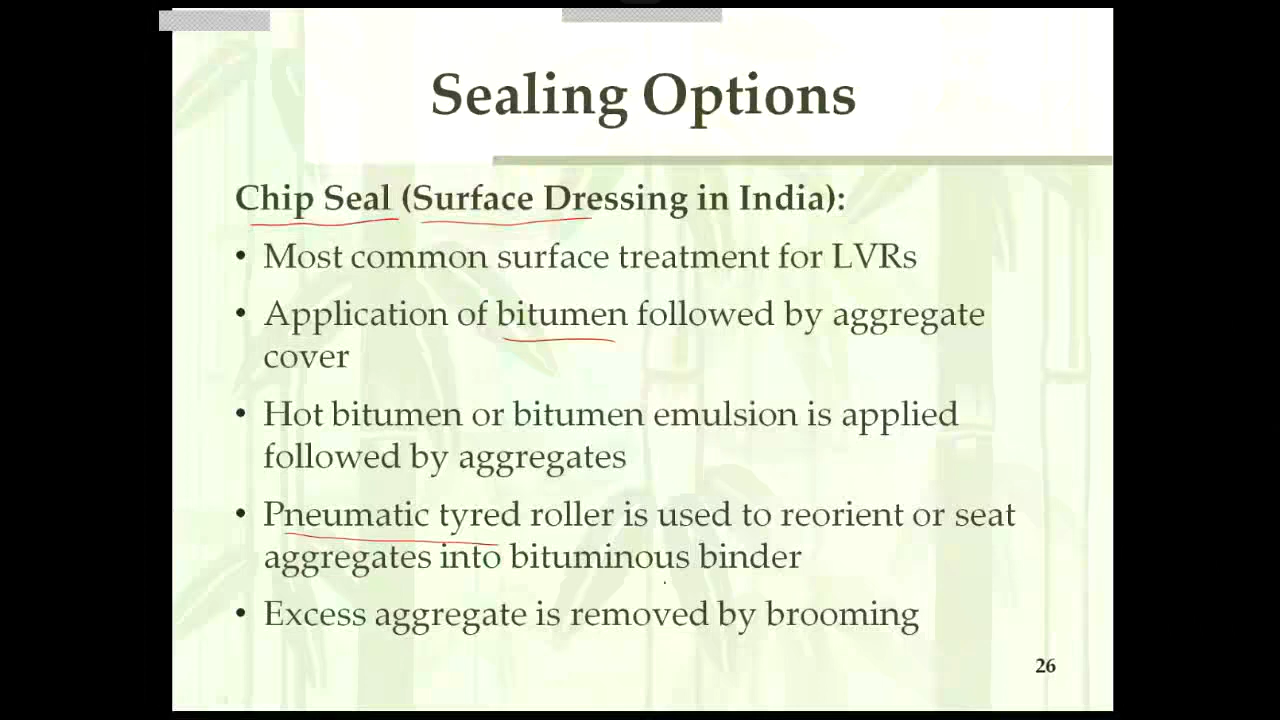 Sealing Options
Chip Seal (Surface Dressing in India):
• Most common surface treatment for LVRs
• Application of bitumen followed by aggregate
cover
• Hot bitumen or bitumen emulsion is applied
followed by aggregates
• Pneumatic tyred roller is used to reorient or seat
aggregates into bituminous binder
• Excess aggregate is removed by brooming
26